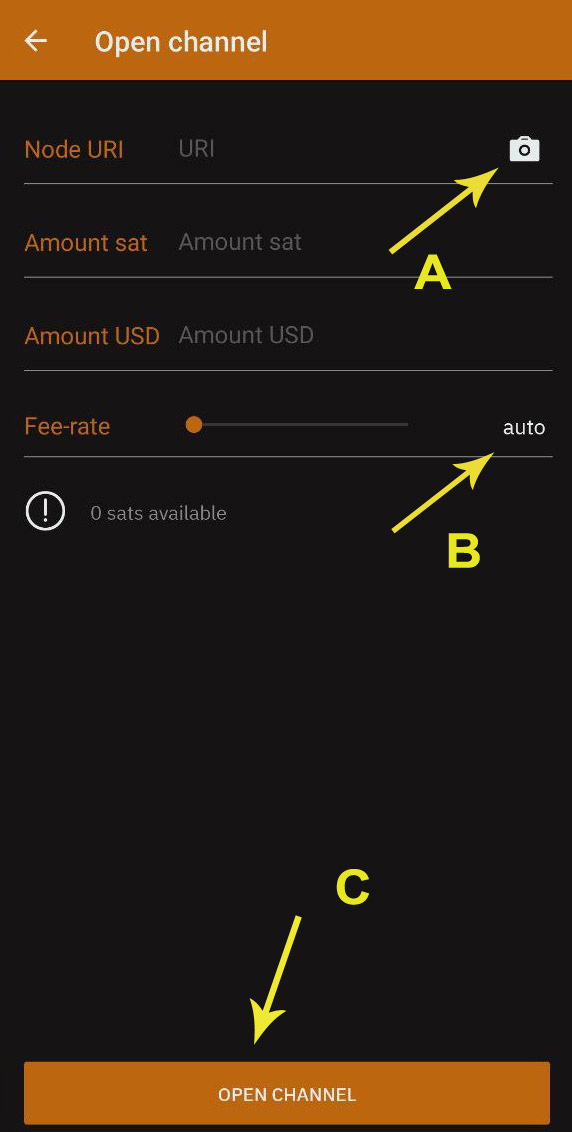 Open channel
Node URI URI
Amount sat Amount sat
A
Amount USD Amount USD
Fee-rate auto
0 sats available
B
C
OPEN CHANNEL